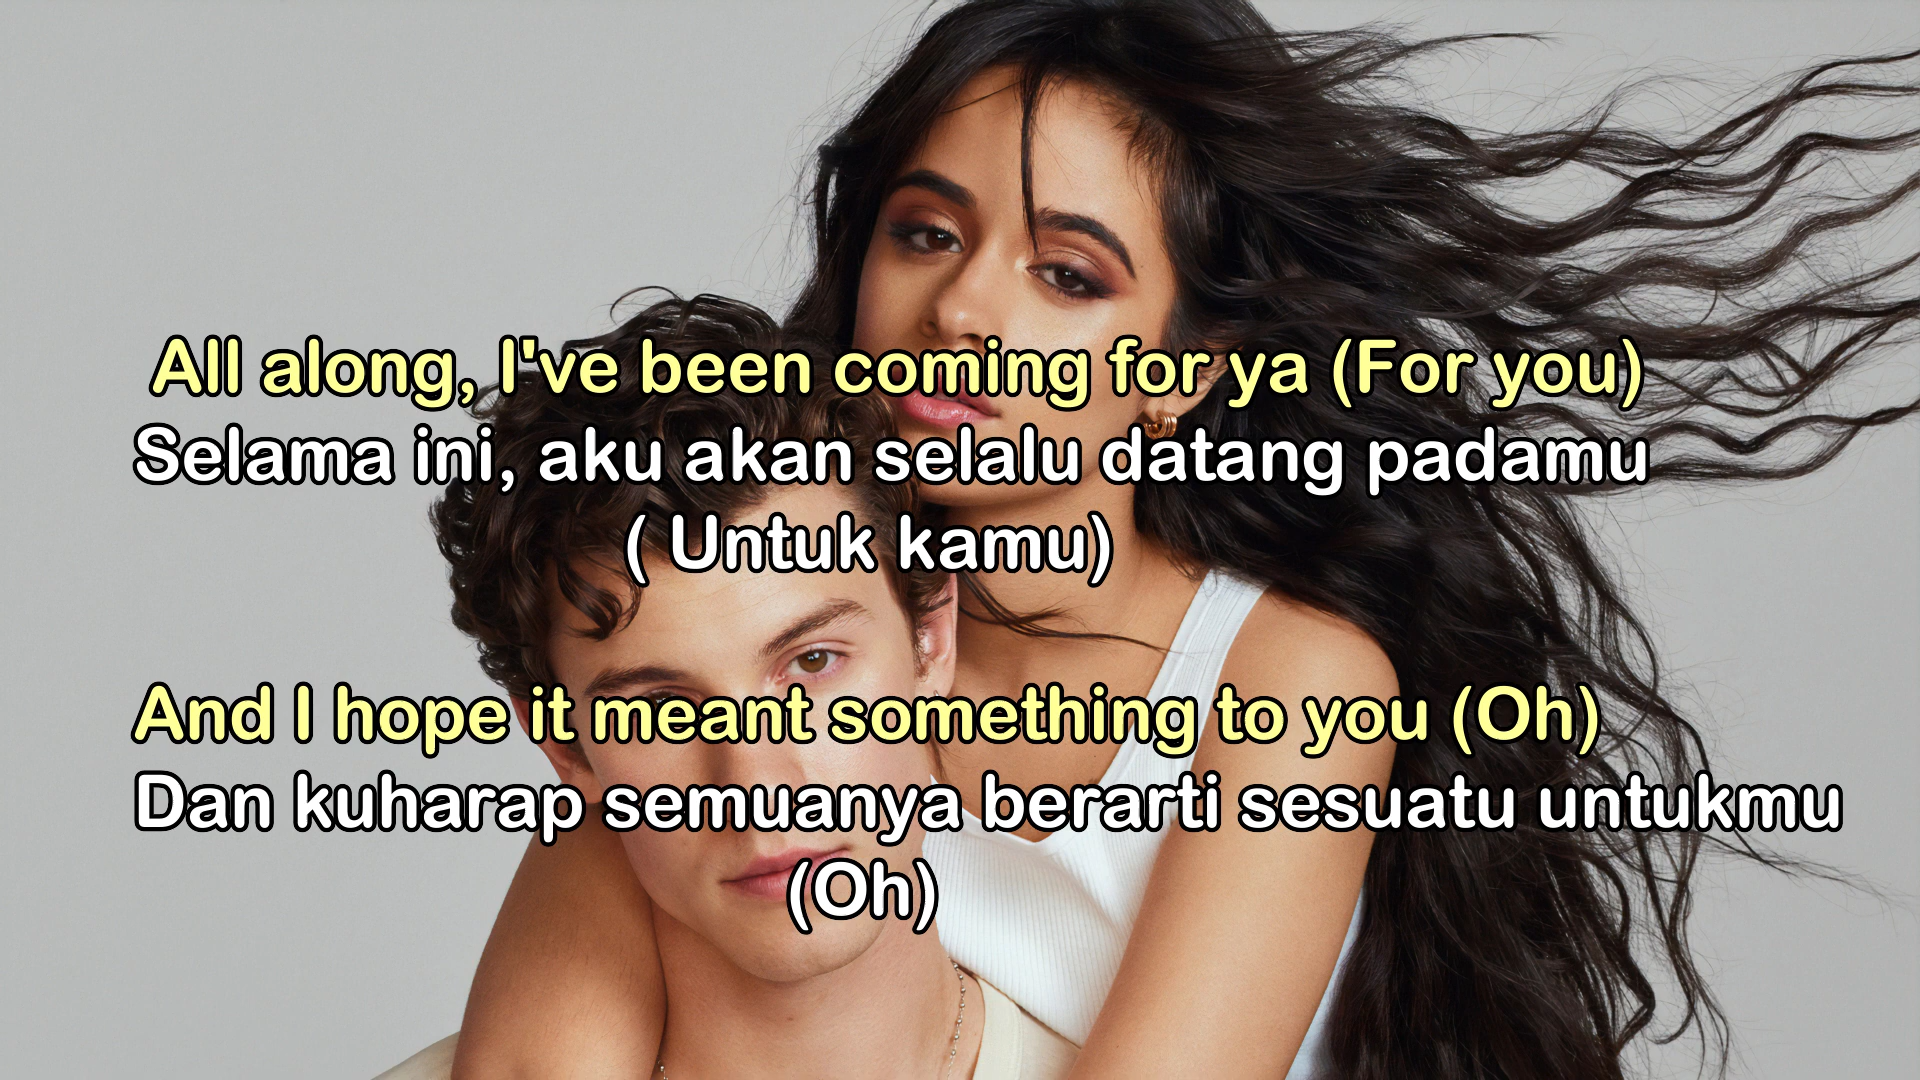 All along, I've been coming for ya (For you)
Selama ini, aku akan selalu datang padamu
( Untuk kamu)
And I hope it meant something to you (Oh)
Dan kuharap semuanya berarti sesuatu untukmu
(Oh)